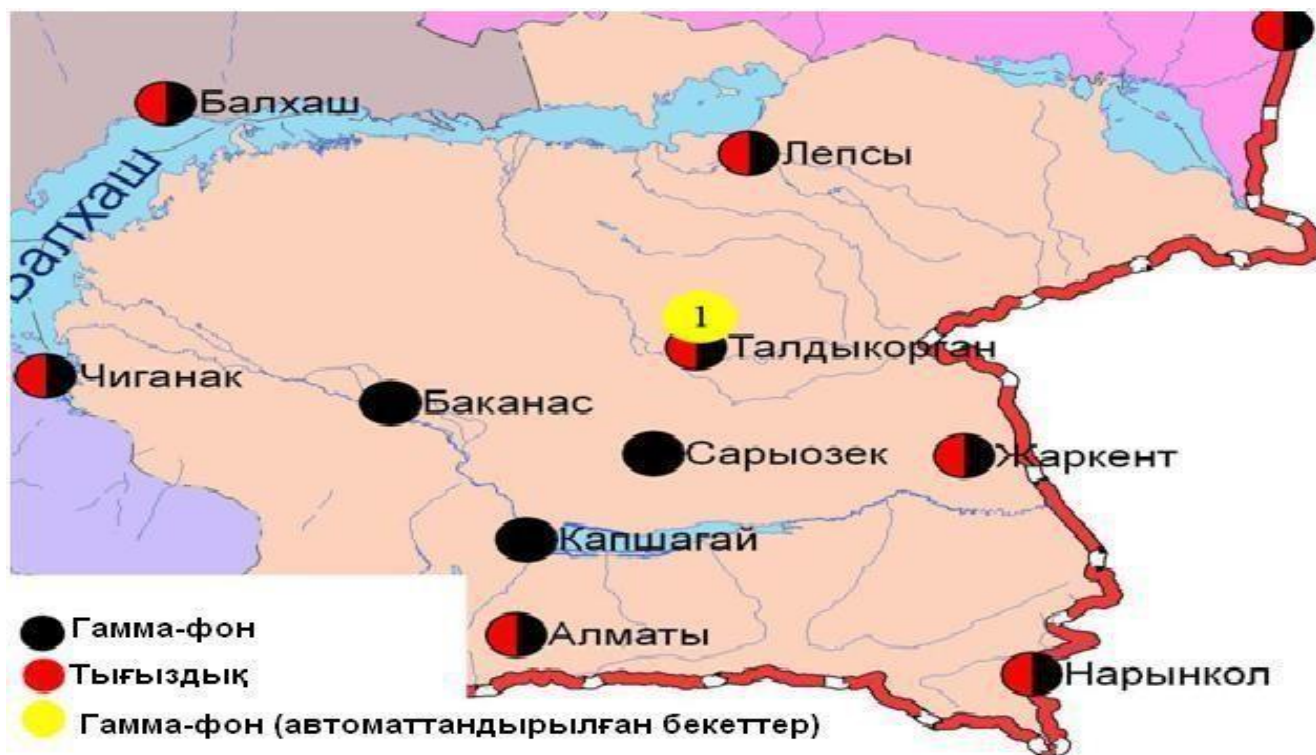 Балхаш
Лепсы
Балхаш
1
Талдыкорган
Чиганак
Баканас
Сарыозек
Жаркент
Капшагай
Алматы
Нарынкол
Гамма-фон
Тығыздық
Гамма-фон (автоматтандырылған бекеттер)